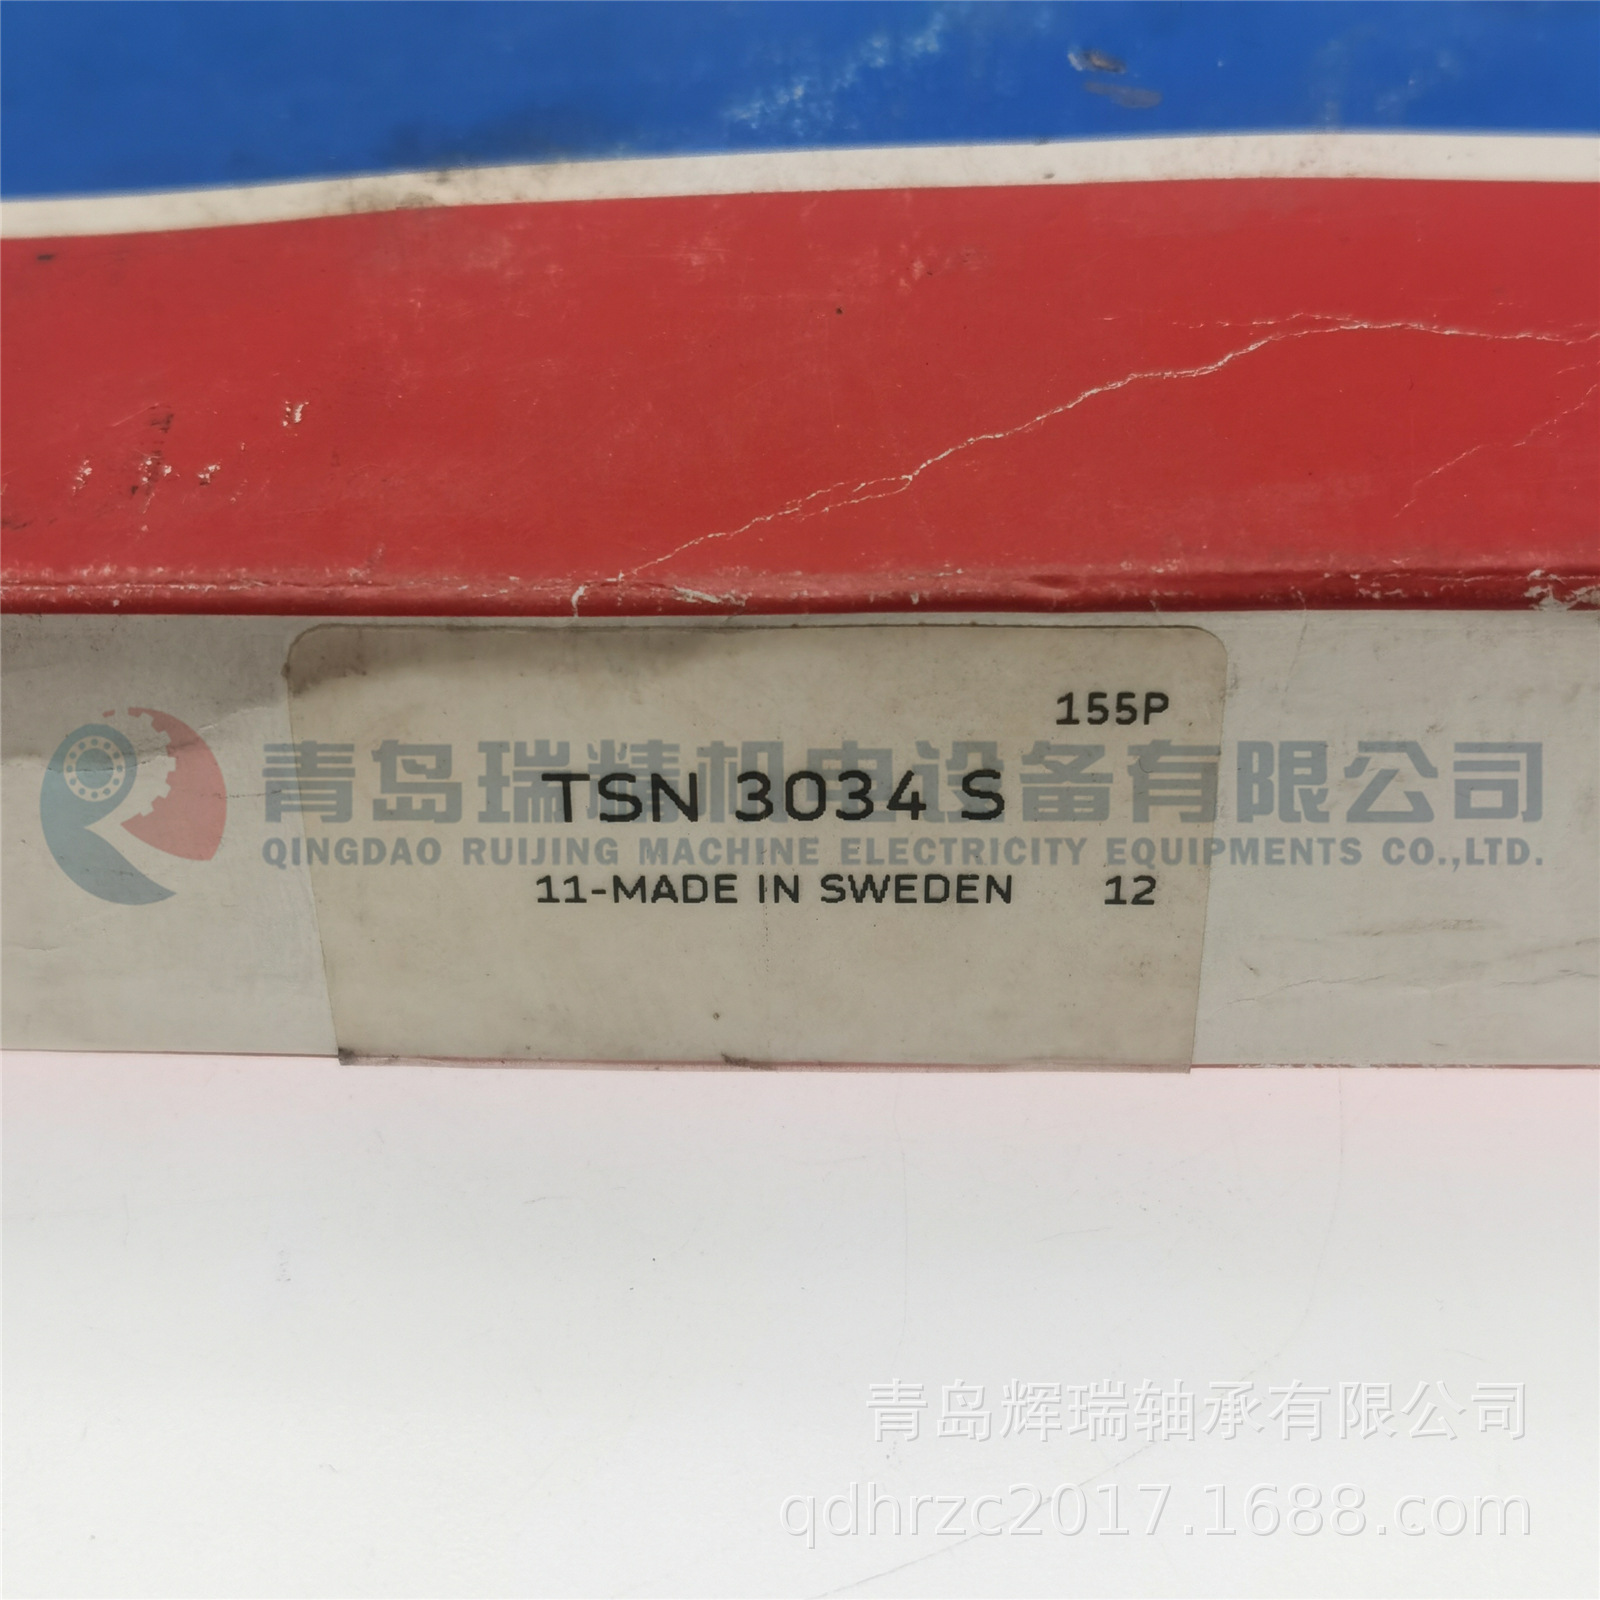 155P
TSN 3034 S
11-MADE IN SWEDEN 12
青岛瑞精机电设备有限公司
QINGDAO RUIJING MACHINE ELECTRICITY EQUIPMENTS CO.,LTD.
青岛辉瑞轴承有限公司
qdhrzc2017.1688.com